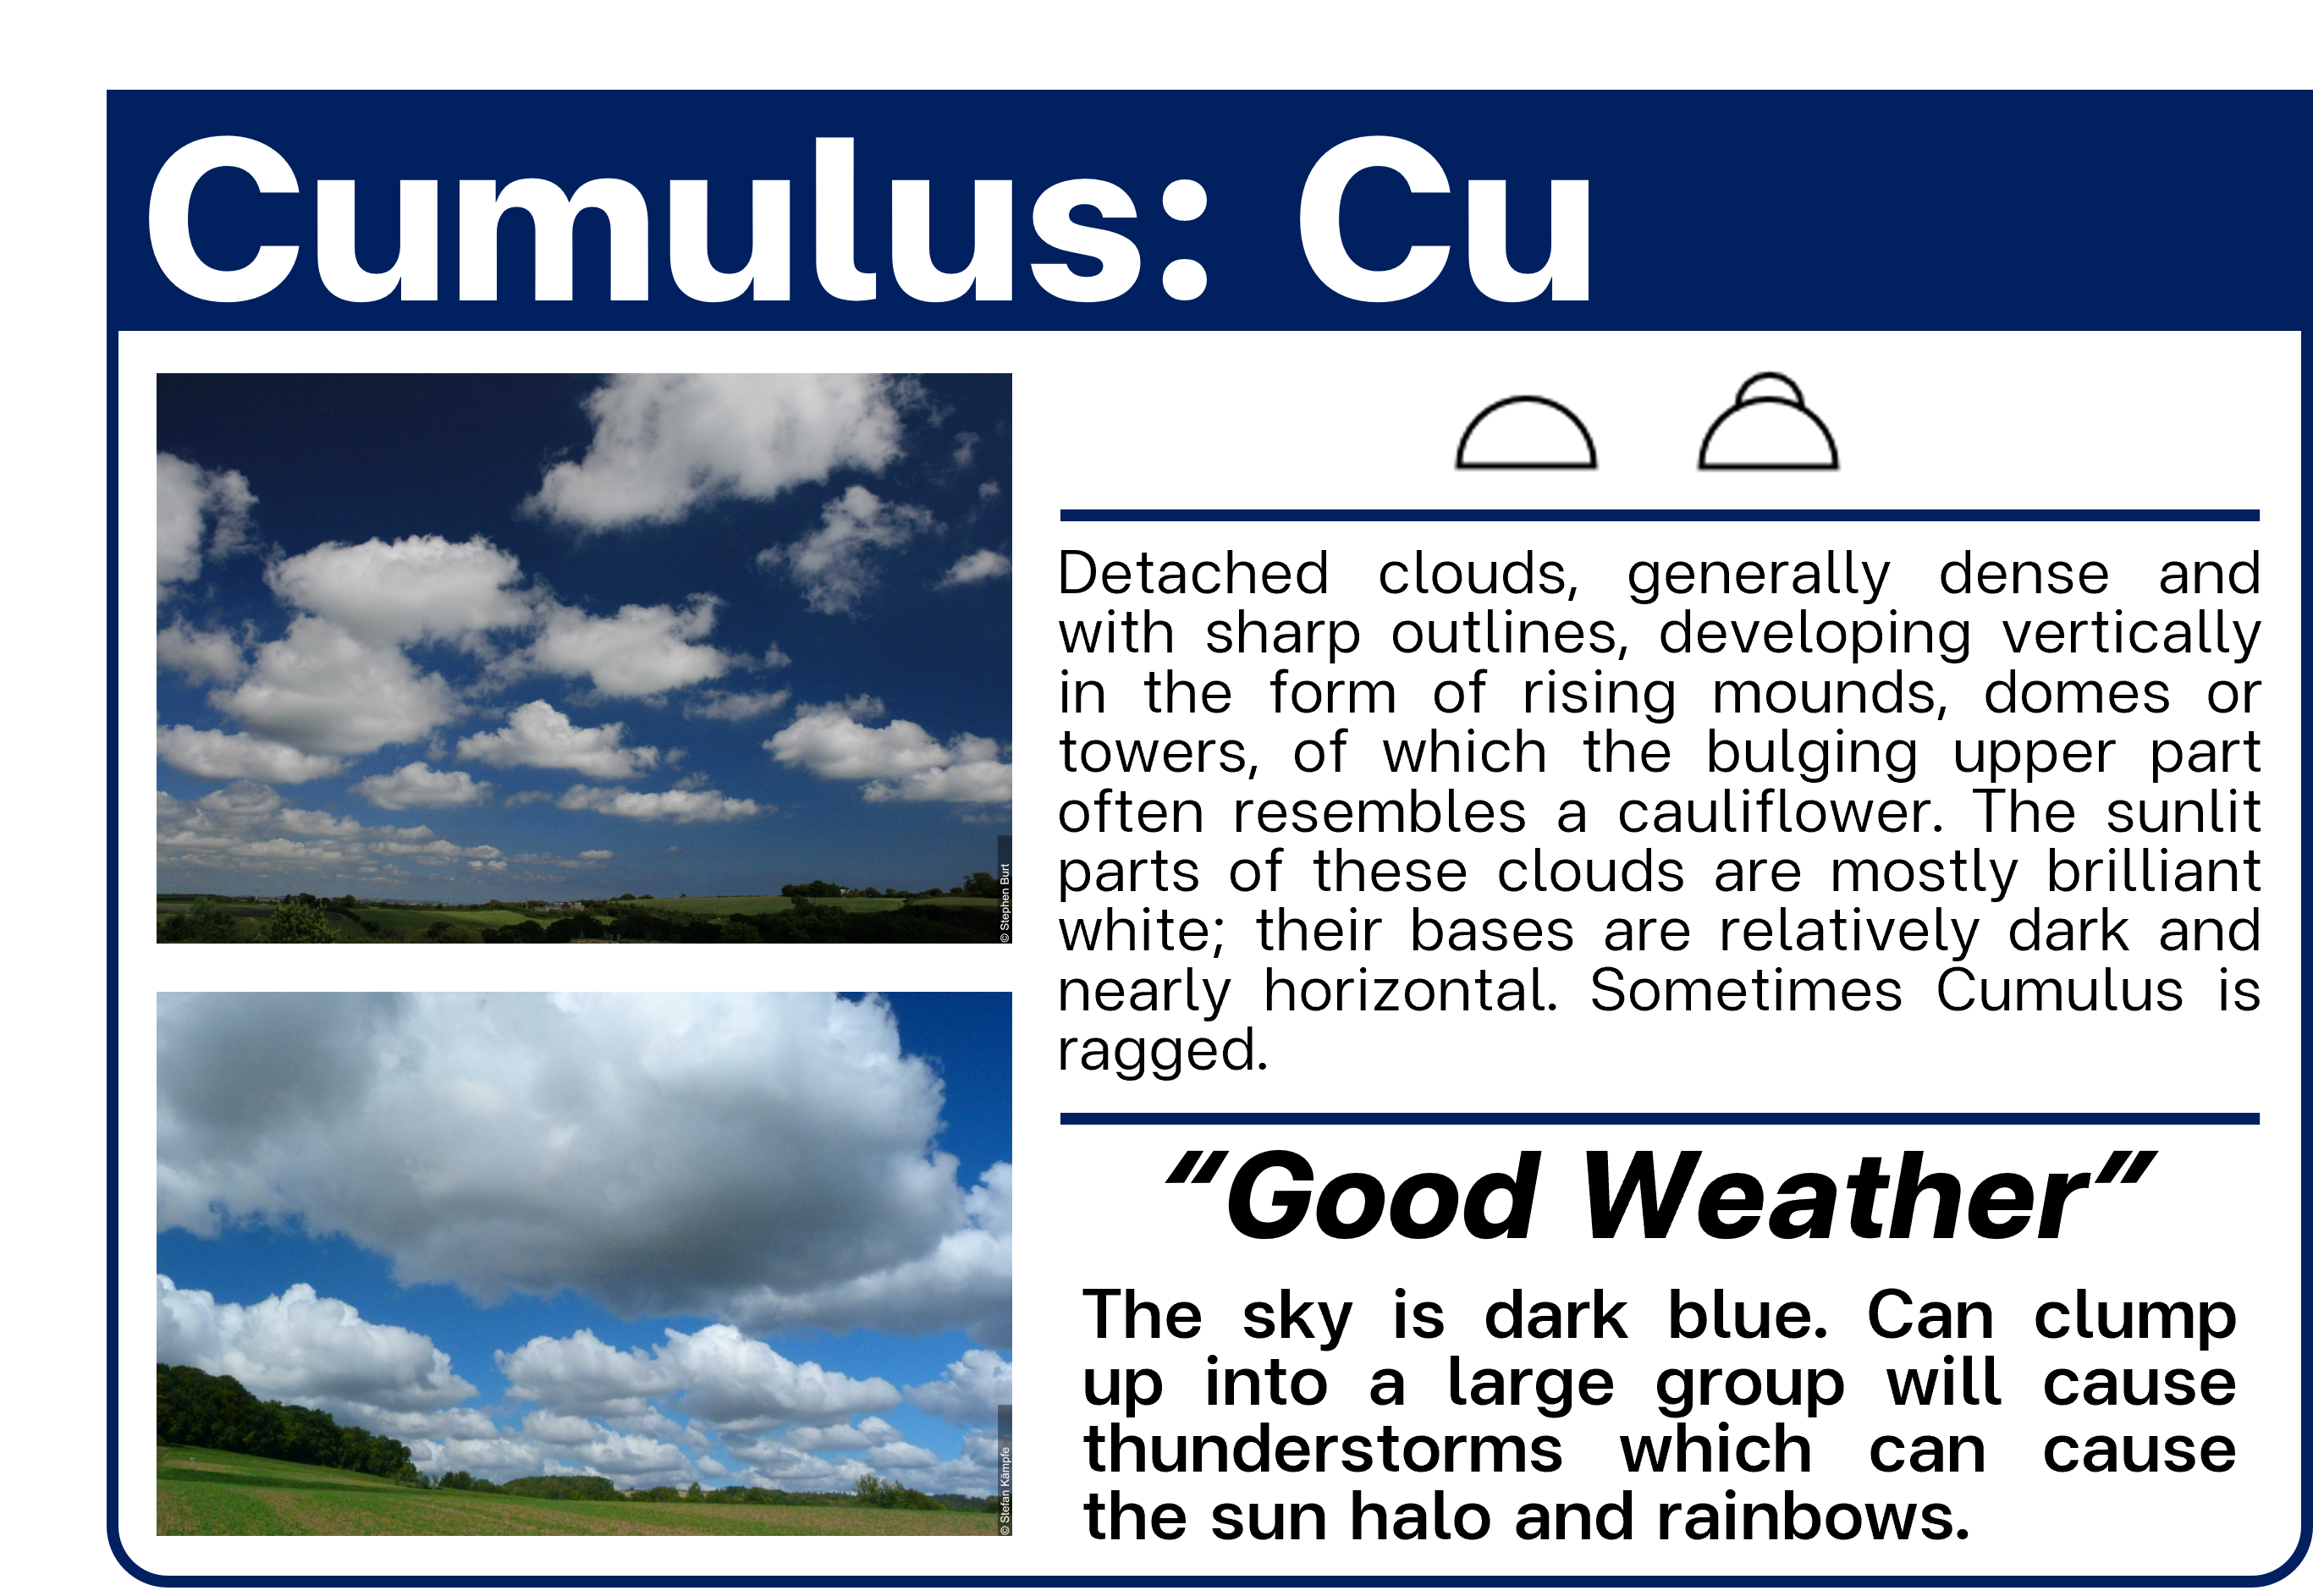 Cumulus: Cu
© Stephen Burt
Detached clouds, generally dense and
with sharp outlines, developing vertically
in the form of rising mounds, domes or
towers, of which the bulging upper part
often resembles a cauliflower. The sunlit
parts of these clouds are mostly brilliant
white; their bases are relatively dark and
nearly horizontal. Sometimes Cumulus is
ragged.
© Stefan Kämpfe
"Good Weather"
The sky is dark blue. Can clump
up into a large group will cause
thunderstorms which can cause
the sun halo and rainbows.